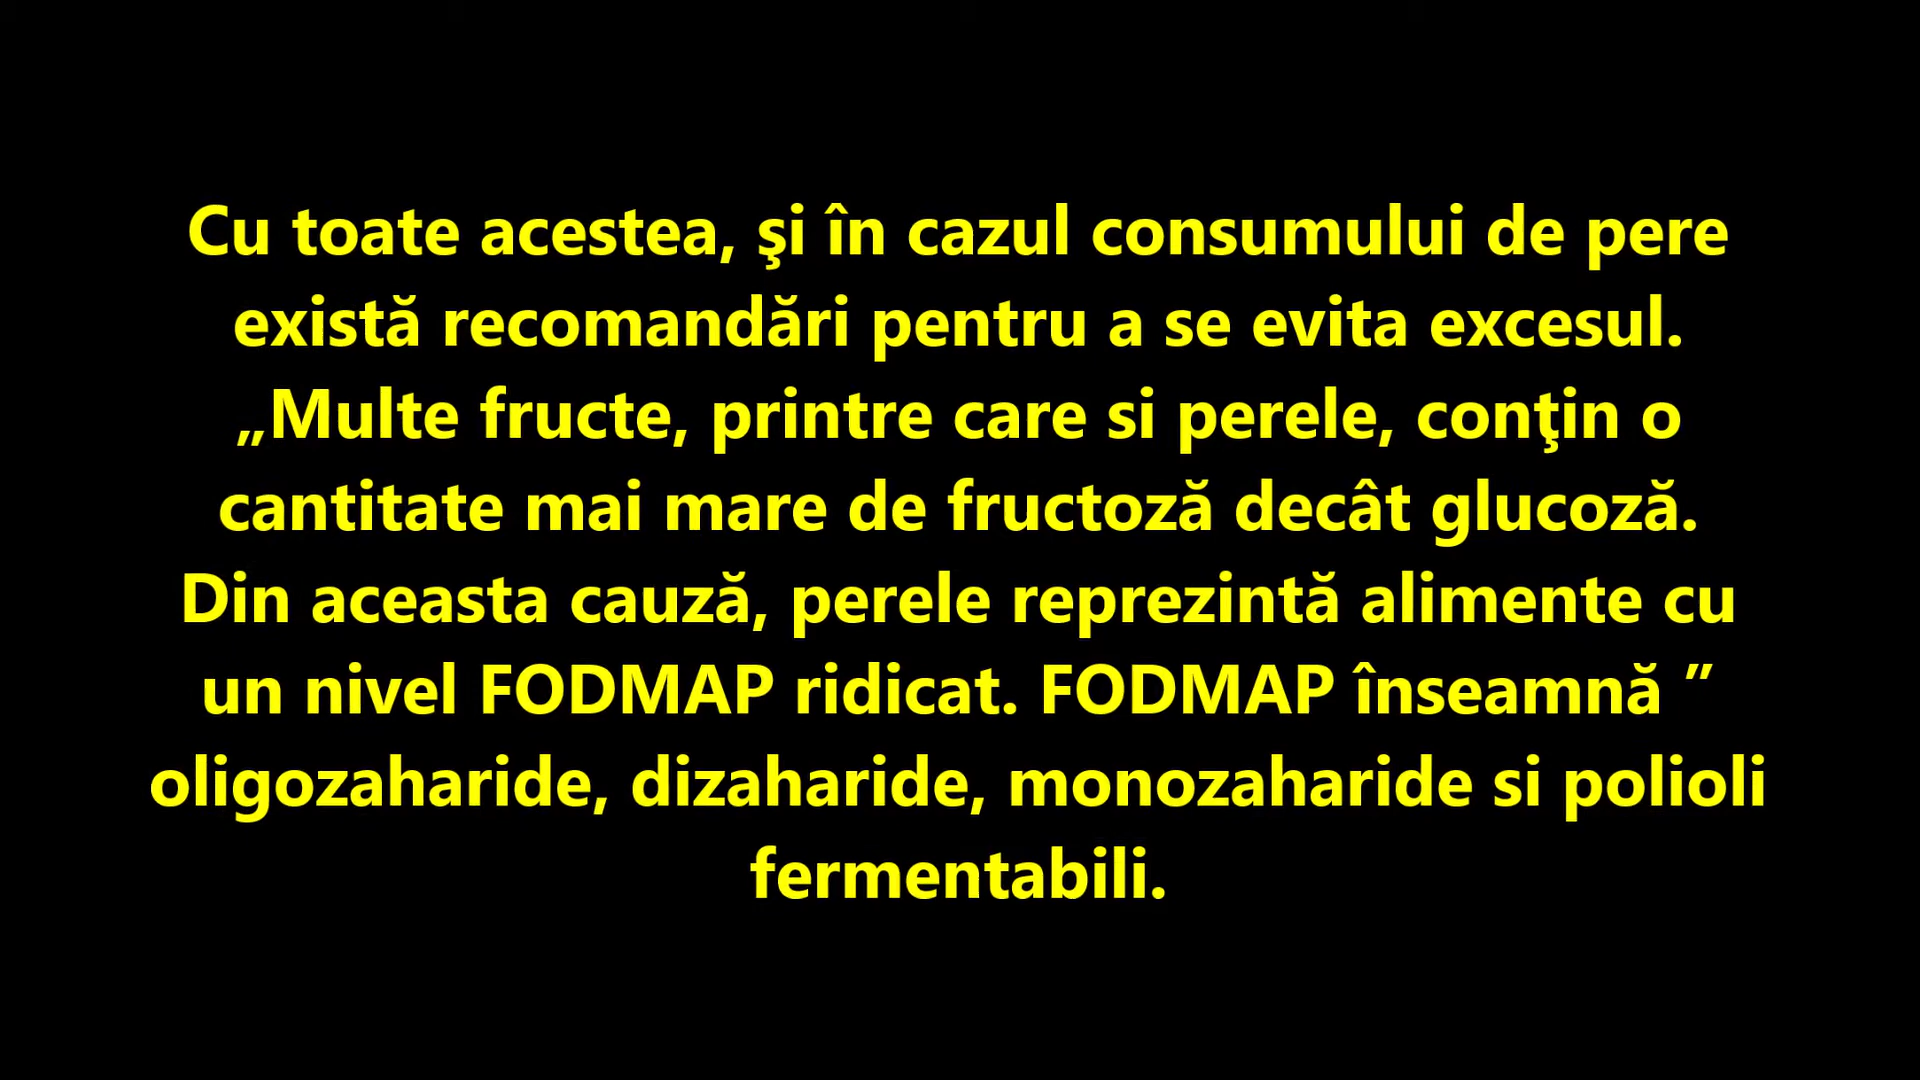 Cu toate acestea, şi în cazul consumului de pere
există recomandări pentru a se evita excesul.
„Multe fructe, printre care si perele, conţin o
cantitate mai mare de fructoză decât glucoză.
Din aceasta cauză, perele reprezintă alimente cu
un nivel FODMAP ridicat. FODMAP înseamnă ”
oligozaharide, dizaharide, monozaharide si polioli
fermentabili.